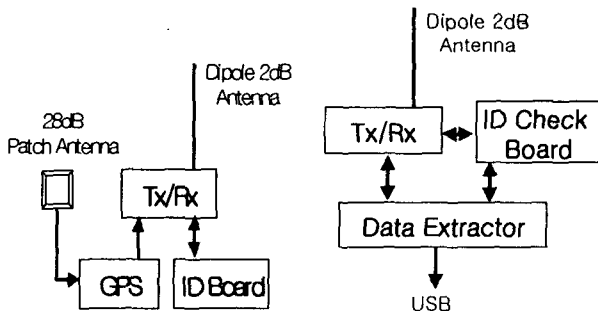 Dipole 2dB
Antenna
28dB
Patch Antenna
Tx/Rx
GPS
ID Board
Dipole 2dB
Antenna
Tx/Rx
ID Check
Board
Data Extractor
USB